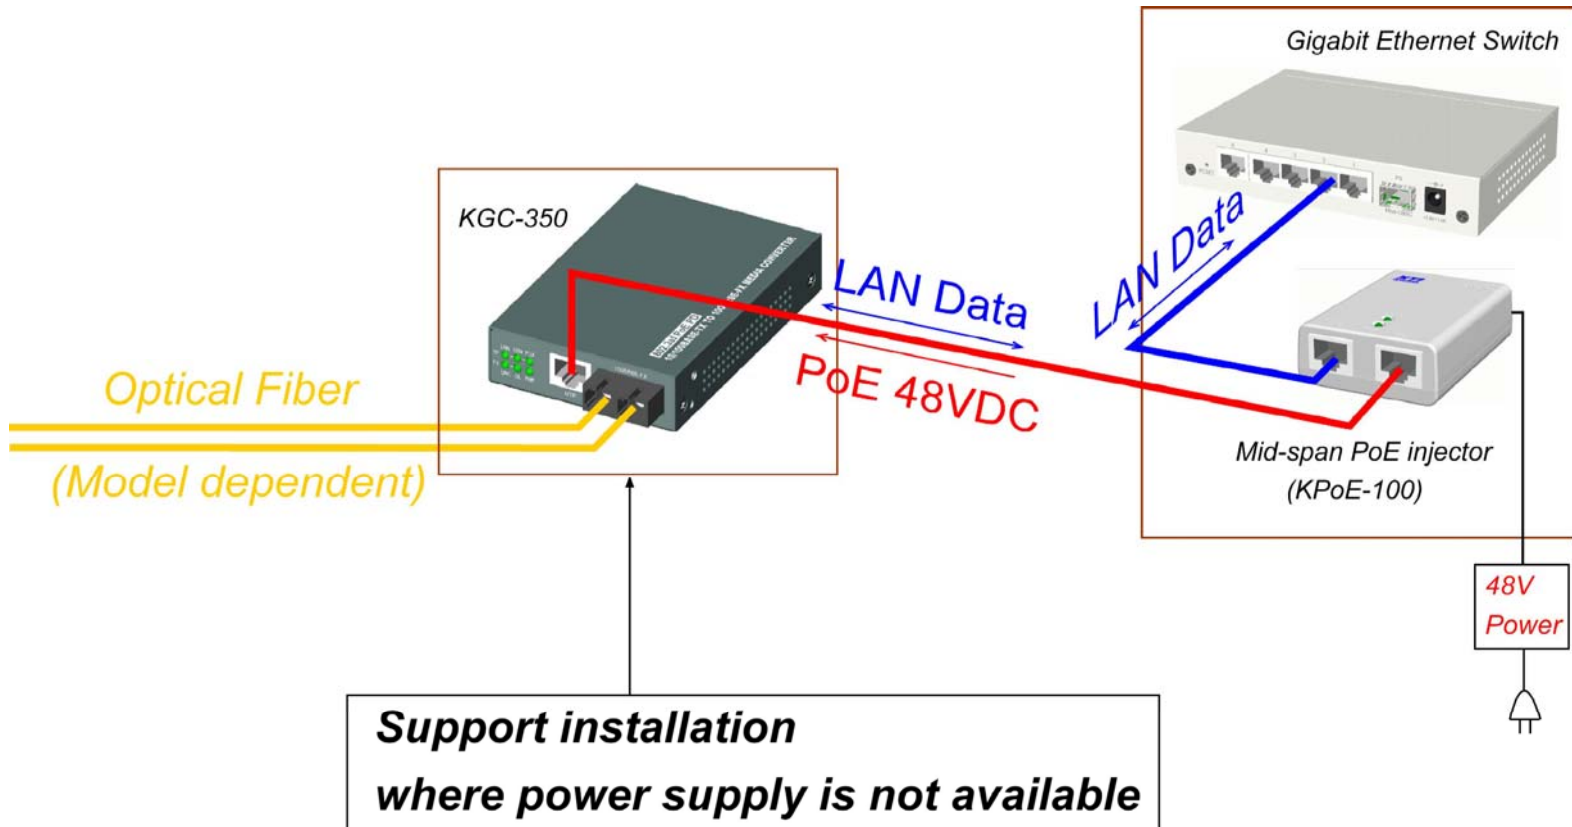 Gigabit Ethernet Switch
KGC-350
LAN Data
LAN Data
PoE 48VDC
Optical Fiber
(Model dependent)
Mid-span PoE injector
(KPoE-100)
48V
Power
Support installation
where power supply is not available